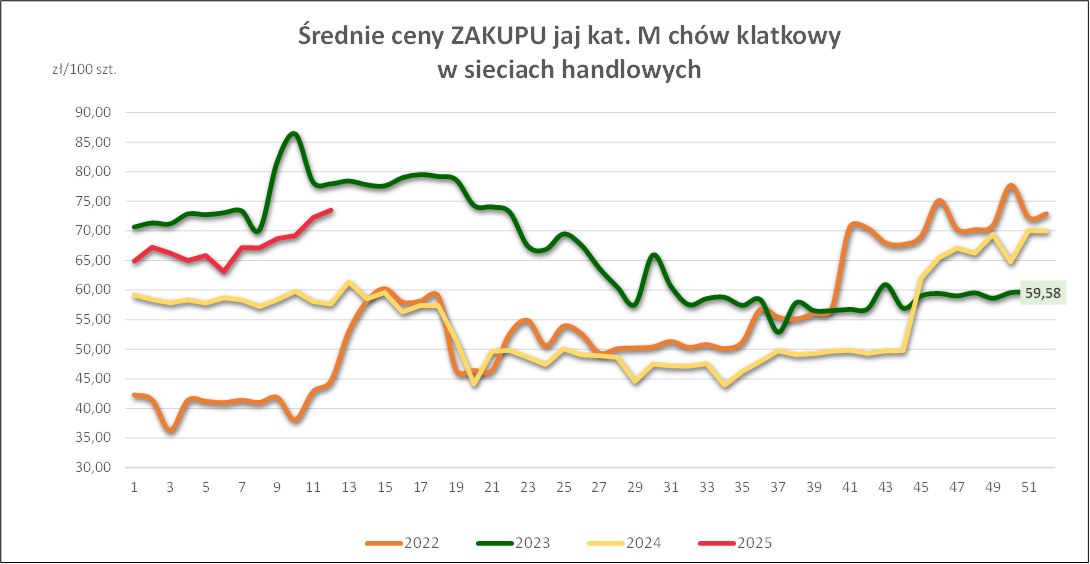 Średnie ceny ZAKUPU jaj kat. M chów klatkowy
w sieciach handlowych
zł/100 szt.
90,00
85,00
80,00
75,00
70,00
65,00
60,00
55,00
50,00
45,00
40,00
35,00
30,00
59,58
1 3 5 7 9 11 13 15 17 19 21 23 25 27 29 31 33 35 37 39 41 43 45 47 49 51
2022 2023 2024 2025